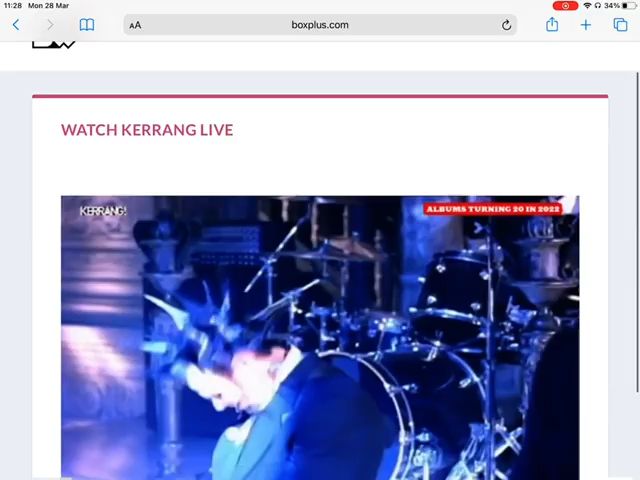 11:28 Mon 28 Mar
34%
AA
boxplus.com
WATCH KERRANG LIVE
KERRANG!
ALBUMS TURNING 20 IN 2022